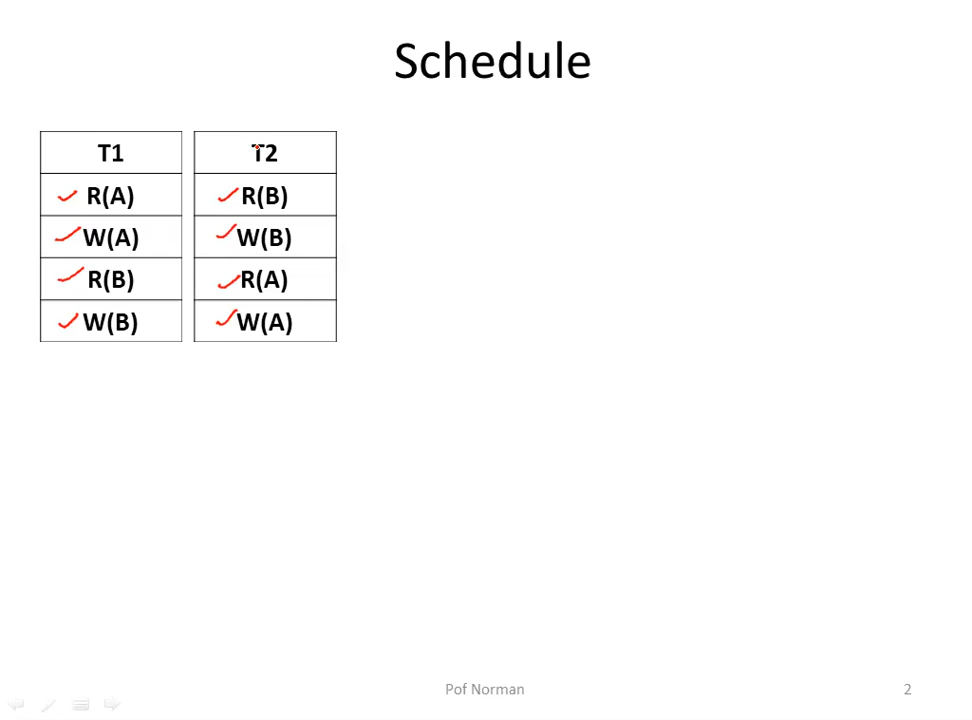 Schedule
T1 T2
R(A) R(B)
W(A) W(B)
R(B) R(A)
W(B) W(A)
Pof Norman 2